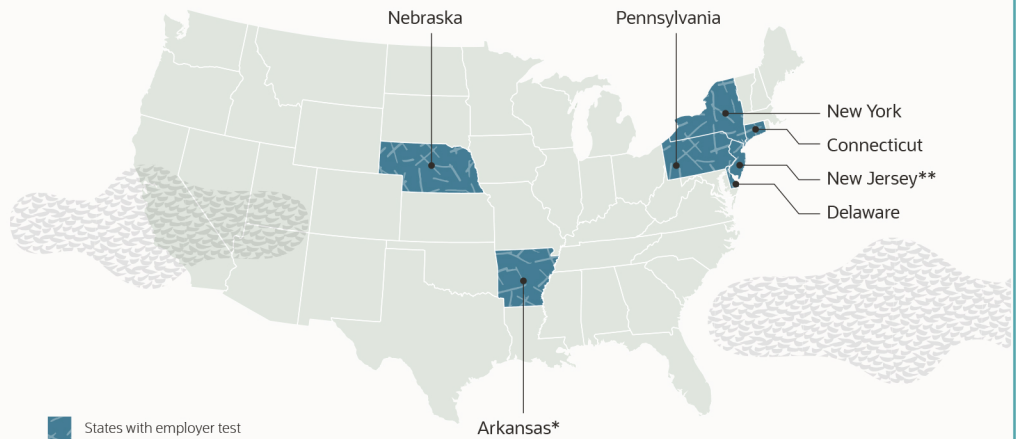 Nebraska
Pennsylvania
New York
Connecticut
New Jersey**
Delaware
Arkansas*
States with employer test